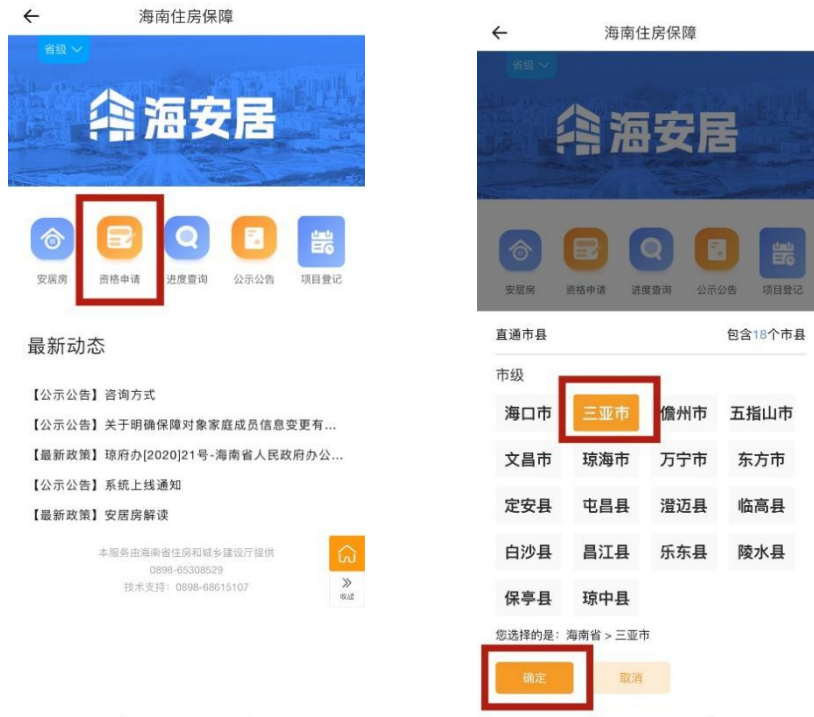 海南住房保障
省级
海安居
安居房 资格申请 进度查询 公示公告 项目登记
最新动态
【公示公告】咨询方式
【公示公告】关于明确保障对象家庭成员信息变更有...
【最新政策】琼府办[2020]21号-海南省人民政府办公...
【公示公告】系统上线通知
【最新政策】安居房解读
本服务由海南省住房和城乡建设厅提供
0898-65308529
技术支持：0898-68615107
收起
海南住房保障
省级
海安居
安居房 资格申请 进度查询 公示公告 项目登记
直通市县 包含18个市县
市级
海口市 三亚市 儋州市 五指山市
文昌市 琼海市 万宁市 东方市
定安县 屯昌县 澄迈县 临高县
白沙县 昌江县 乐东县 陵水县
保亭县 琼中县
您选择的是：海南省 > 三亚市
确定 取消